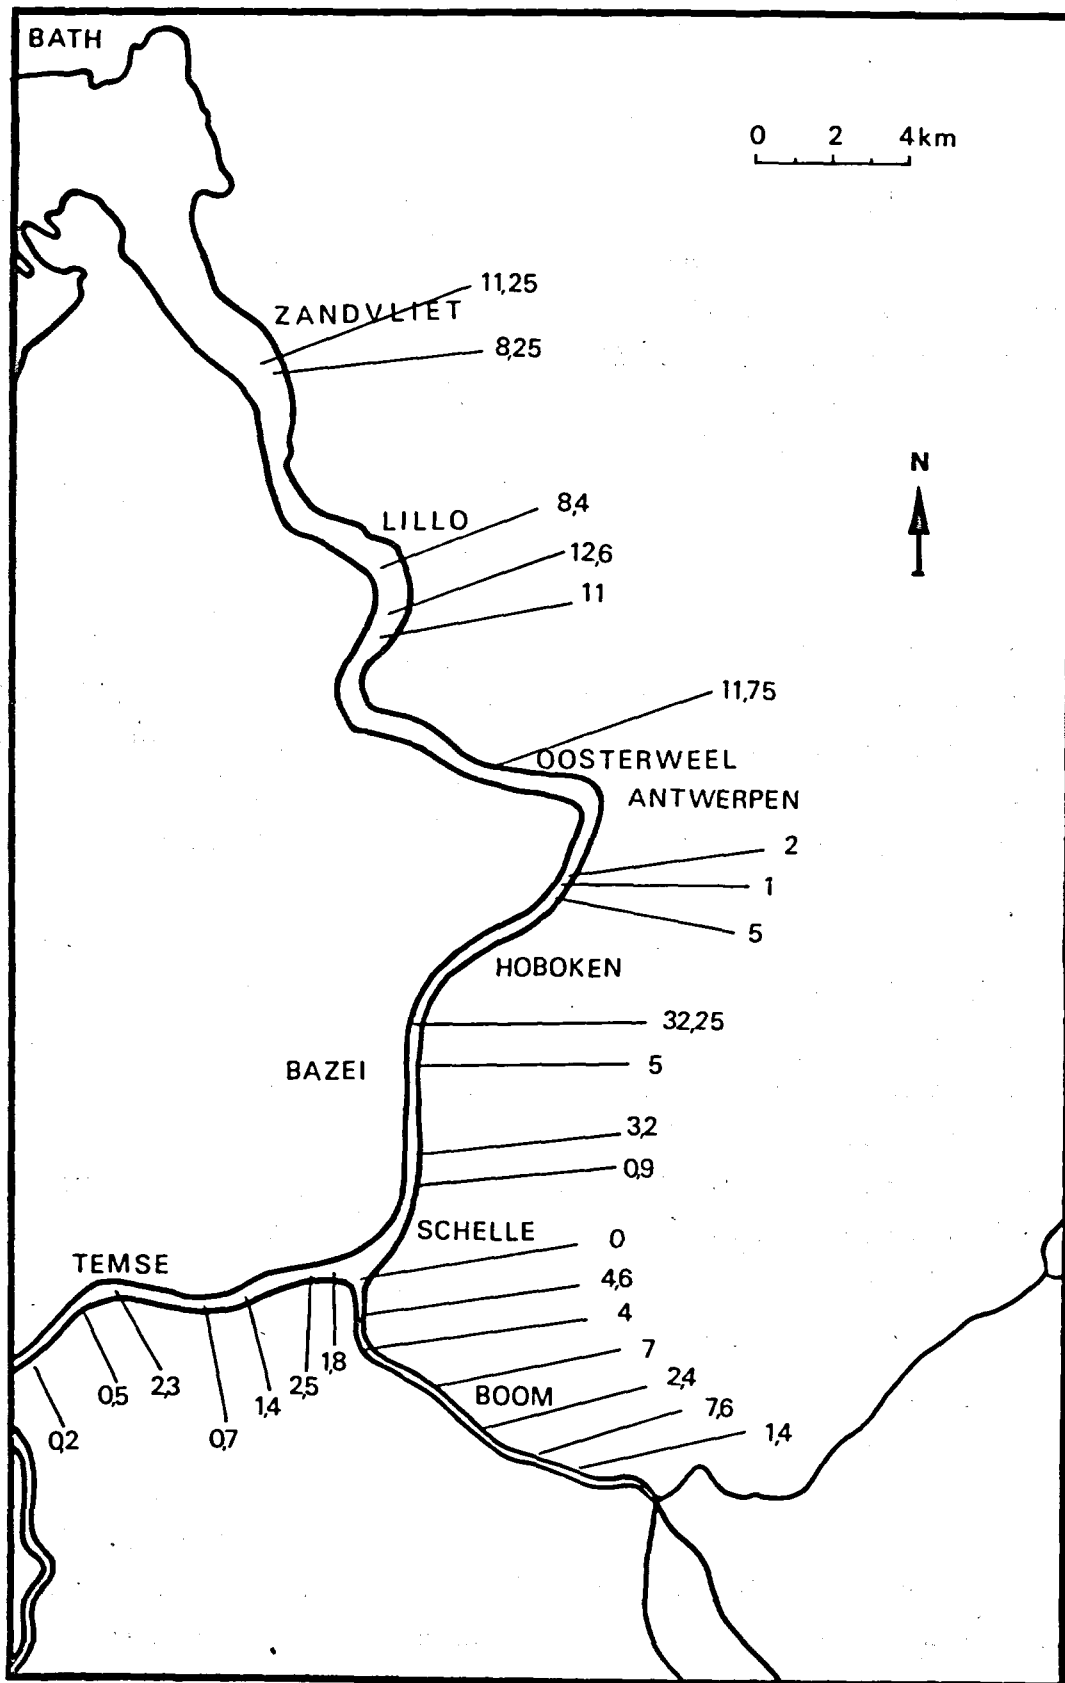 BATH
0 2 4km
11,25
ZANDVLIET
8,25
N
8,4
LILLO
12,6
11
11,75
OOSTERWEEL
ANTWERPEN
2
1
5
HOBOKEN
32,25
BAZEI
5
3,2
0,9
SCHELLE
0
TEMSE
4,6
4
7
1,8
2,5
2,3
0,5
1,4
0,7
0,2
BOOM
2,4
7,6
1,4